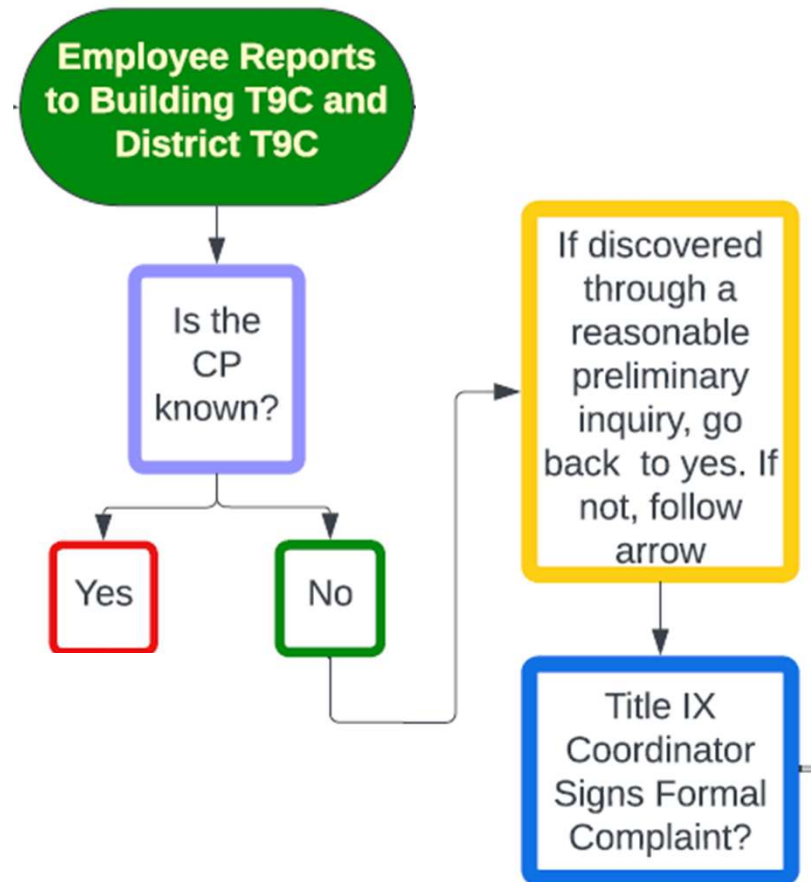 Employee Reports
to Building T9C and
District T9C
Is the
CP
known?
Yes
No
If discovered
through a
reasonable
preliminary
inquiry, go
back to yes. If
not, follow
arrow
Title IX
Coordinator
Signs Formal
Complaint?